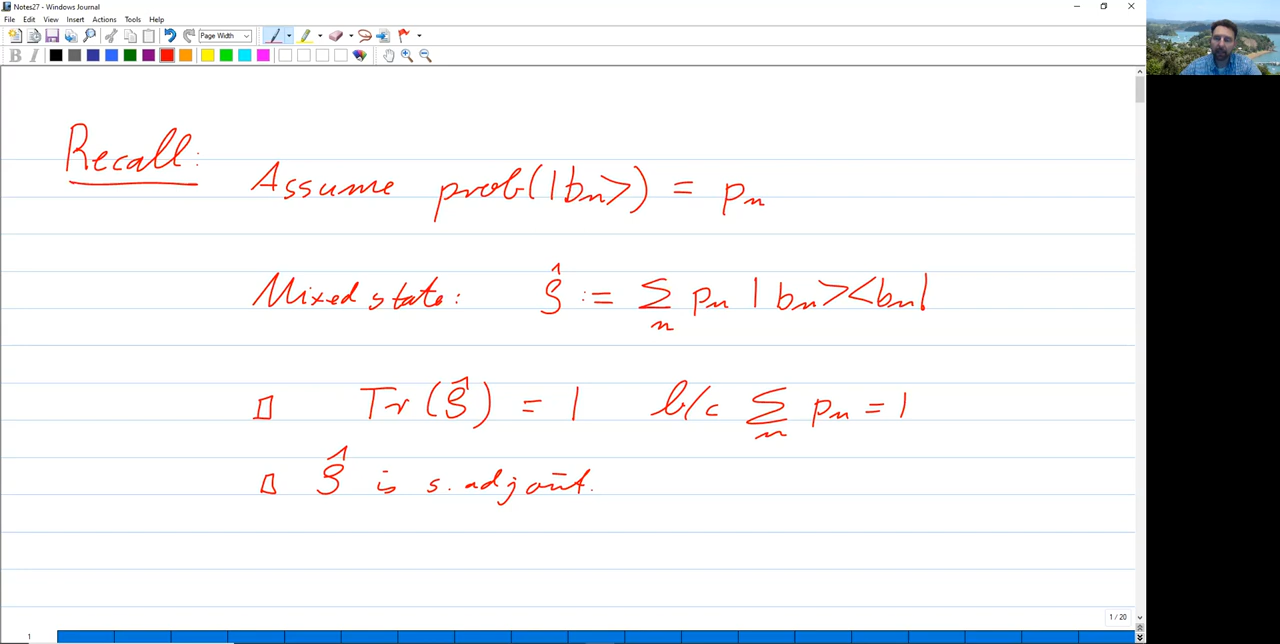 Notes27 - Windows Journal
File Edit View Insert Actions Tools Help
Page Width
B I
Recall:
Assume prob(|bn>) = pn
Mixed state: ρ̂ := Σn pn |bn><bn|
Tr(ρ̂) = 1 b/c Σn pn = 1
ρ̂ is s. adjoint.
1 / 20
1